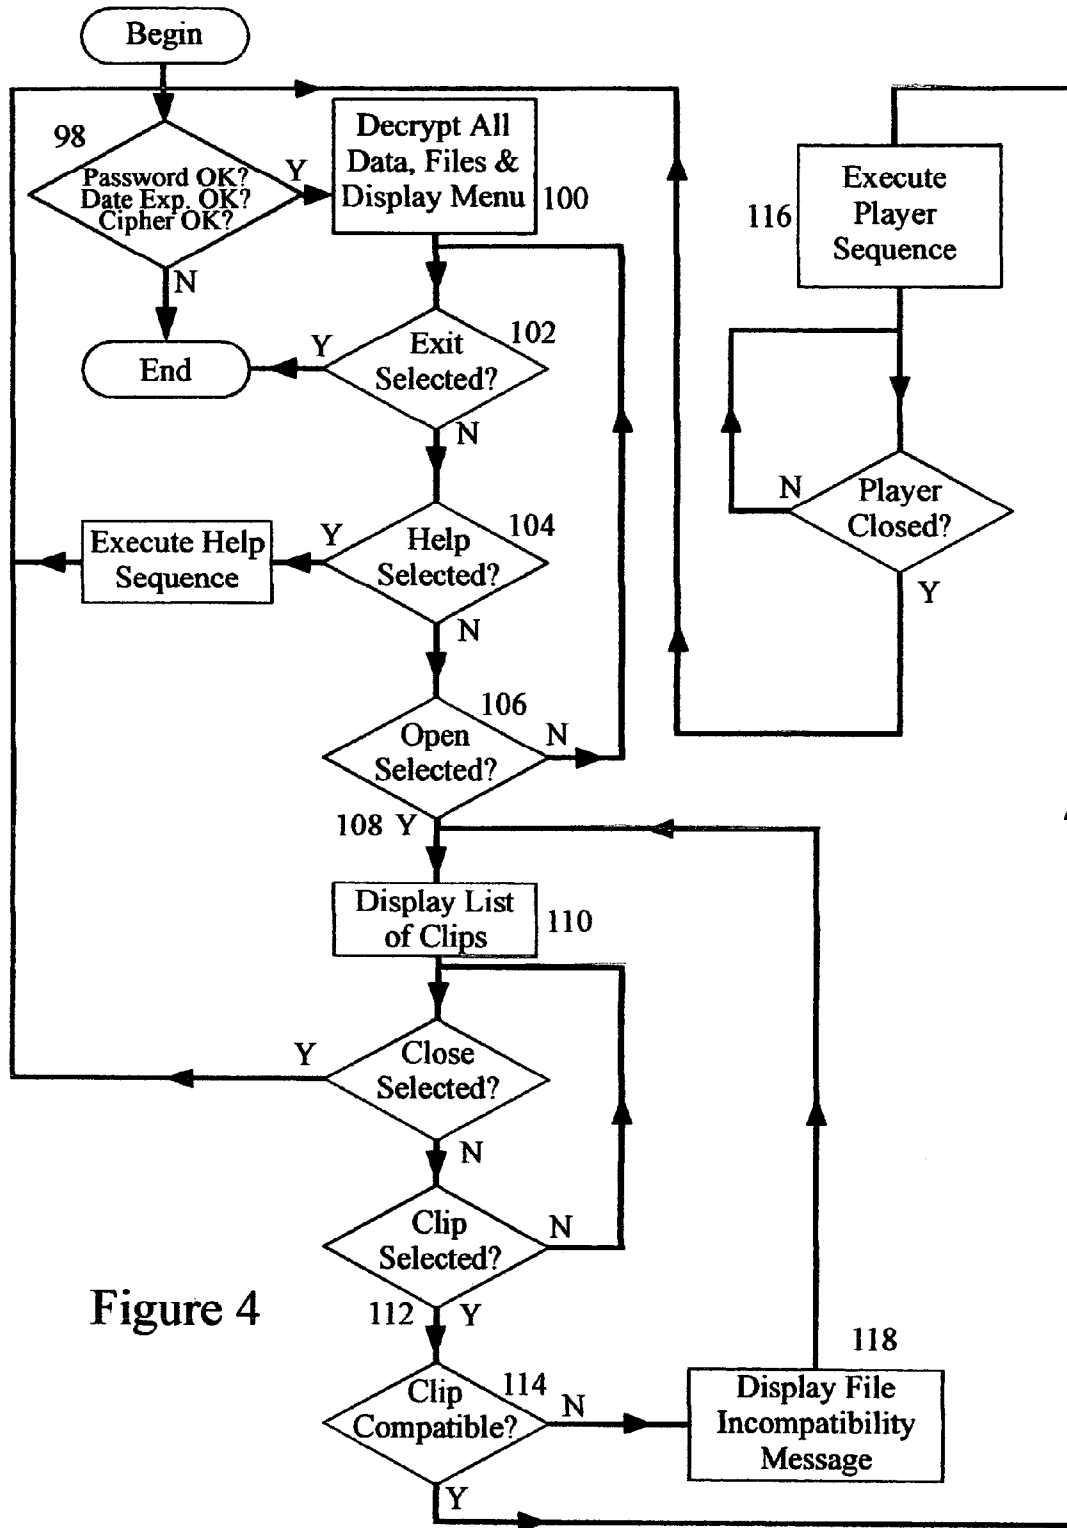 Begin
98
Password OK?
Date Exp. OK?
Cipher OK?
Y
N
Decrypt All
Data, Files &
Display Menu
100
End
Exit
Selected?
102
Y
N
Execute Help
Sequence
Help
Selected?
104
Y
N
Open
Selected?
106
N
108 Y
Display List
of Clips
110
Close
Selected?
Y
N
Clip
Selected?
N
112 Y
Clip
Compatible?
114
N
Y
118
Display File
Incompatibility
Message
116
Execute
Player
Sequence
Player
Closed?
N
Y
Figure 4